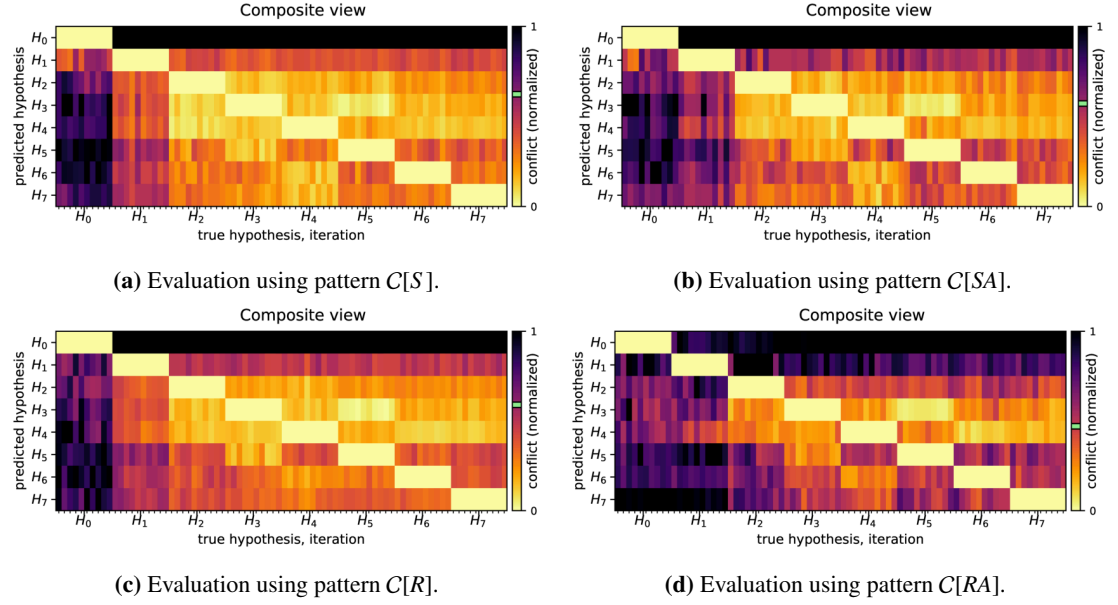 Composite view
predicted hypothesis
H₀
H₁
H₂
H₃
H₄
H₅
H₆
H₇
H₀ H₁ H₂ H₃ H₄ H₅ H₆ H₇
true hypothesis, iteration
1
conflict (normalized)
0
(a) Evaluation using pattern C[S].
Composite view
predicted hypothesis
H₀
H₁
H₂
H₃
H₄
H₅
H₆
H₇
H₀ H₁ H₂ H₃ H₄ H₅ H₆ H₇
true hypothesis, iteration
1
conflict (normalized)
0
(b) Evaluation using pattern C[SA].
Composite view
predicted hypothesis
H₀
H₁
H₂
H₃
H₄
H₅
H₆
H₇
H₀ H₁ H₂ H₃ H₄ H₅ H₆ H₇
true hypothesis, iteration
1
conflict (normalized)
0
(c) Evaluation using pattern C[R].
Composite view
predicted hypothesis
H₀
H₁
H₂
H₃
H₄
H₅
H₆
H₇
H₀ H₁ H₂ H₃ H₄ H₅ H₆ H₇
true hypothesis, iteration
1
conflict (normalized)
0
(d) Evaluation using pattern C[RA].